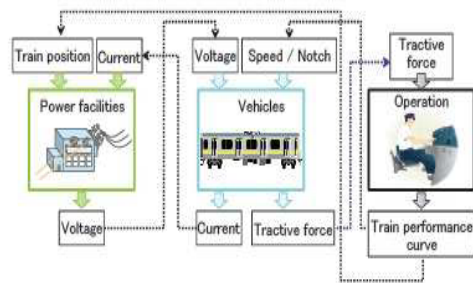 Train position
Current
Voltage
Speed / Notch
Tractive
force
Power facilities
Vehicles
Operation
Voltage
Current
Tractive force
Train performance
curve